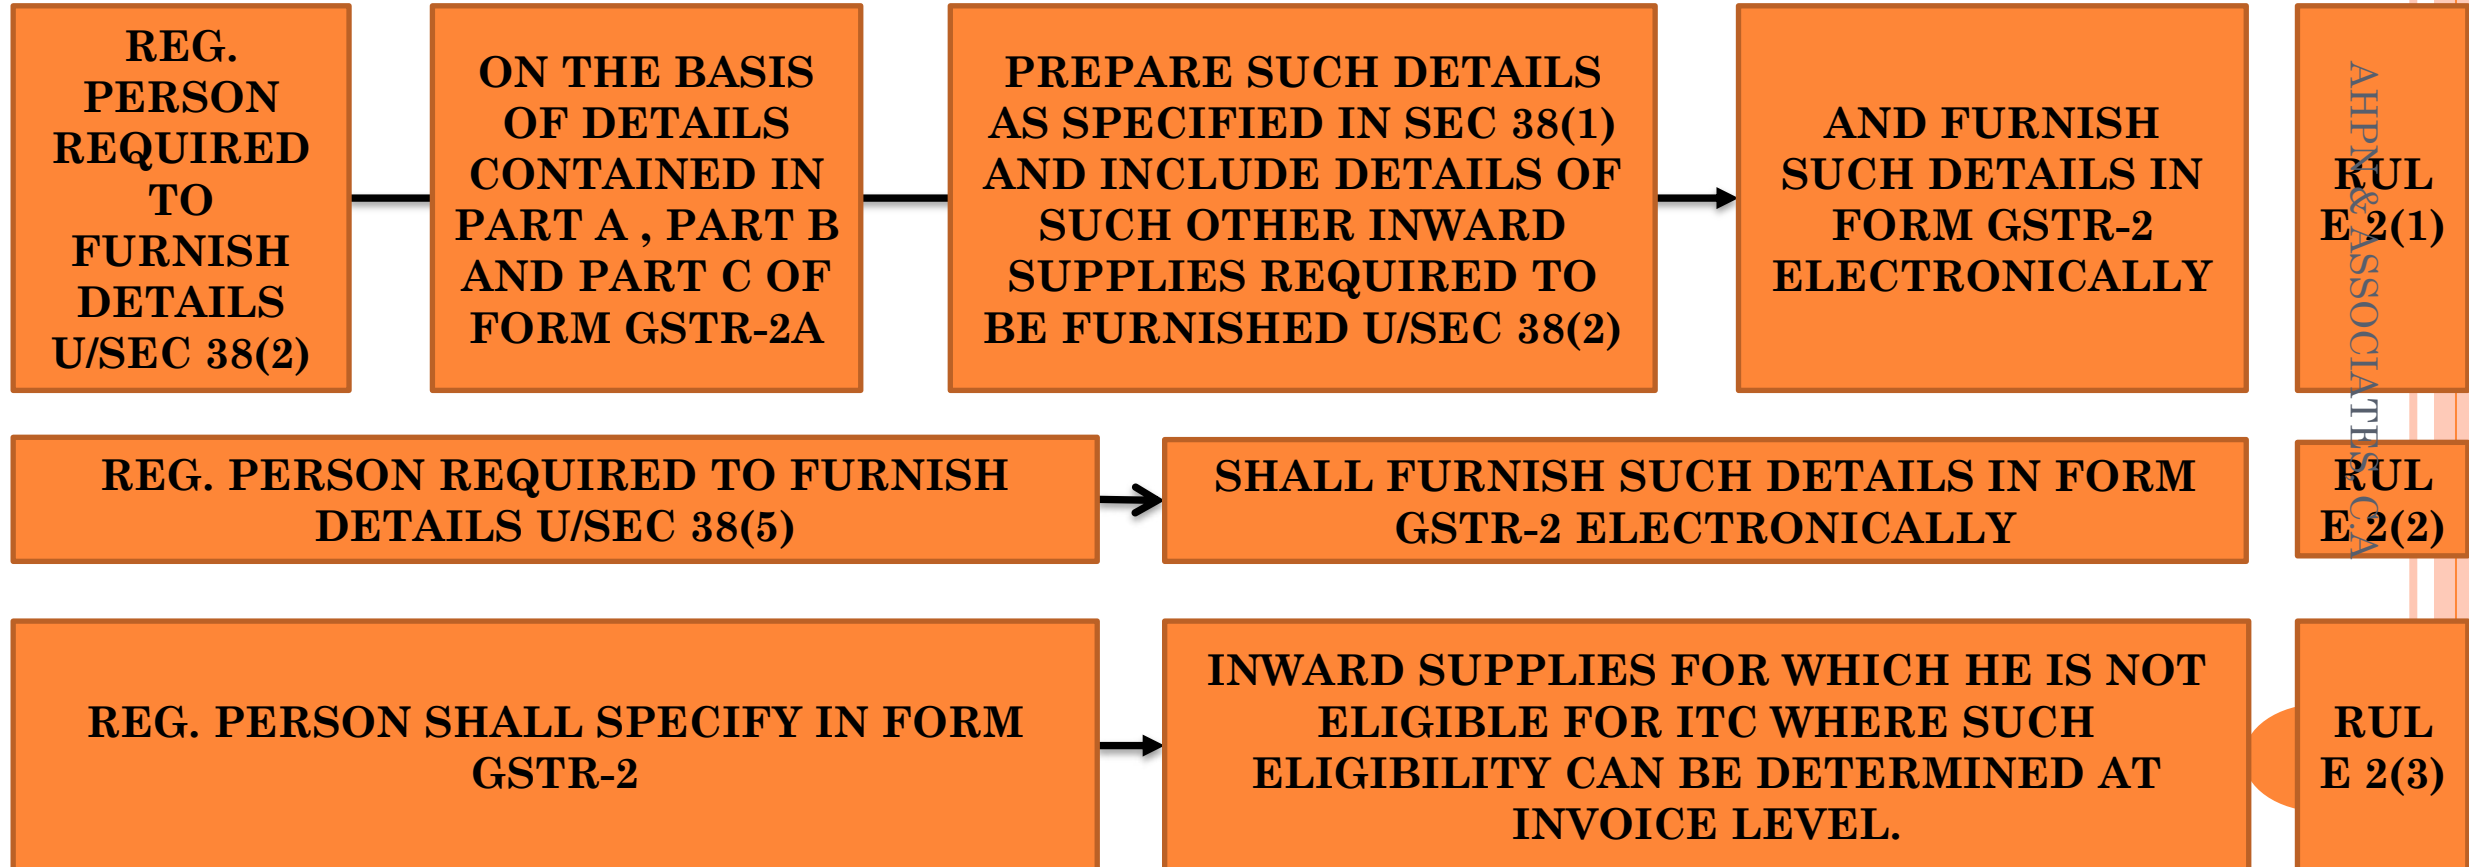 REG.
PERSON
REQUIRED
TO
FURNISH
DETAILS
U/SEC 38(2)
ON THE BASIS
OF DETAILS
CONTAINED IN
PART A , PART B
AND PART C OF
FORM GSTR-2A
PREPARE SUCH DETAILS
AS SPECIFIED IN SEC 38(1)
AND INCLUDE DETAILS OF
SUCH OTHER INWARD
SUPPLIES REQUIRED TO
BE FURNISHED U/SEC 38(2)
AND FURNISH
SUCH DETAILS IN
FORM GSTR-2
ELECTRONICALLY
RUL
E 2(1)
REG. PERSON REQUIRED TO FURNISH
DETAILS U/SEC 38(5)
SHALL FURNISH SUCH DETAILS IN FORM
GSTR-2 ELECTRONICALLY
RUL
E 2(2)
REG. PERSON SHALL SPECIFY IN FORM
GSTR-2
INWARD SUPPLIES FOR WHICH HE IS NOT
ELIGIBLE FOR ITC WHERE SUCH
ELIGIBILITY CAN BE DETERMINED AT
INVOICE LEVEL.
RUL
E 2(3)
AHPN & ASSOCIATES, C.A